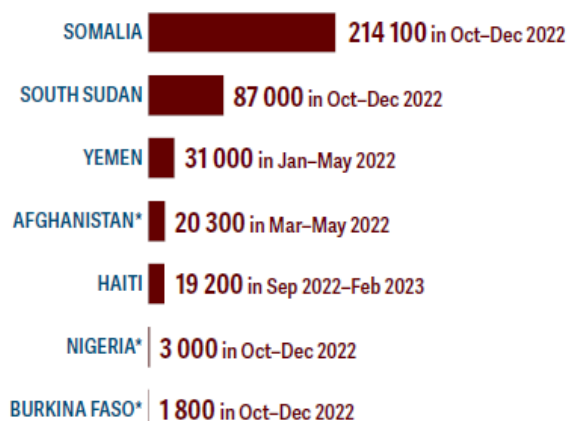 SOMALIA 214 100 in Oct–Dec 2022
SOUTH SUDAN 87 000 in Oct–Dec 2022
YEMEN 31 000 in Jan–May 2022
AFGHANISTAN* 20 300 in Mar–May 2022
HAITI 19 200 in Sep 2022–Feb 2023
NIGERIA* 3 000 in Oct–Dec 2022
BURKINA FASO* 1 800 in Oct–Dec 2022